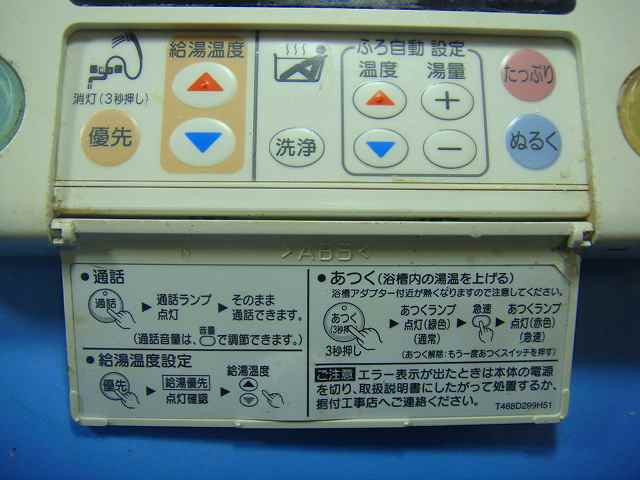 給湯温度
消灯(3秒押し)
優先
洗浄
ふろ自動 設定
温度 湯量
たっぷり
ぬるく
>ABS<
●通話
通話
▶ 通話ランプ点灯
▶ そのまま通話できます。
(通話音量は、音量 で調節できます。)
●給湯温度設定
優先
▶ 給湯優先 点灯確認
▶ 給湯温度
●あつく(浴槽内の湯温を上げる)
浴槽アダプター付近が熱くなりますので注意してください。
あつく(3秒押)
3秒押し
▶ あつくランプ点灯(緑色)(通常)
▶ 急速
▶ あつくランプ点灯(赤色)(急速)
(あつく解除:もう一度あつくスイッチを押す)
ご注意 エラー表示が出たときは本体の電源
を切り、取扱説明書にしたがって処置するか、
据付工事店へご連絡ください。
T468D299H51